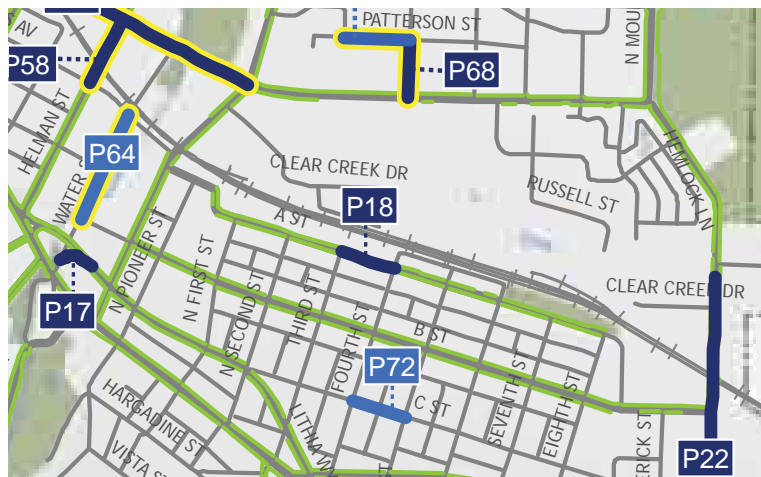 PATTERSON ST
AV
N MOU
P58
P68
HELMAN ST
P64
WATER S
HEMLOCK LN
CLEAR CREEK DR
RUSSELL ST
P18
A ST
N PIONEER ST
N FIRST ST
P17
CLEAR CREEK DR
N SECOND ST
THIRD ST
FOURTH ST
B ST
P72
C ST
SEVENTH ST
EIGHTH ST
HARGADINE ST
LITHIA W
VISTA ST
ERICK ST
P22